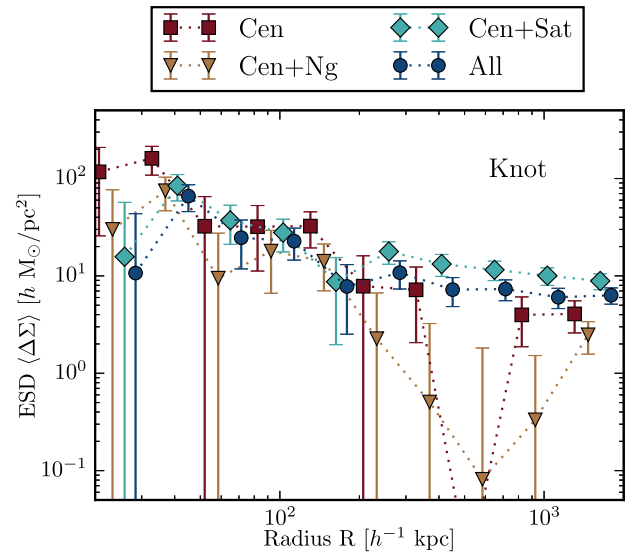 Cen
Cen+Sat
Cen+Ng
All
Knot
ESD ⟨ΔΣ⟩ [h M⊙/pc²]
10²
10¹
10⁰
10⁻¹
10² 10³
Radius R [h⁻¹ kpc]